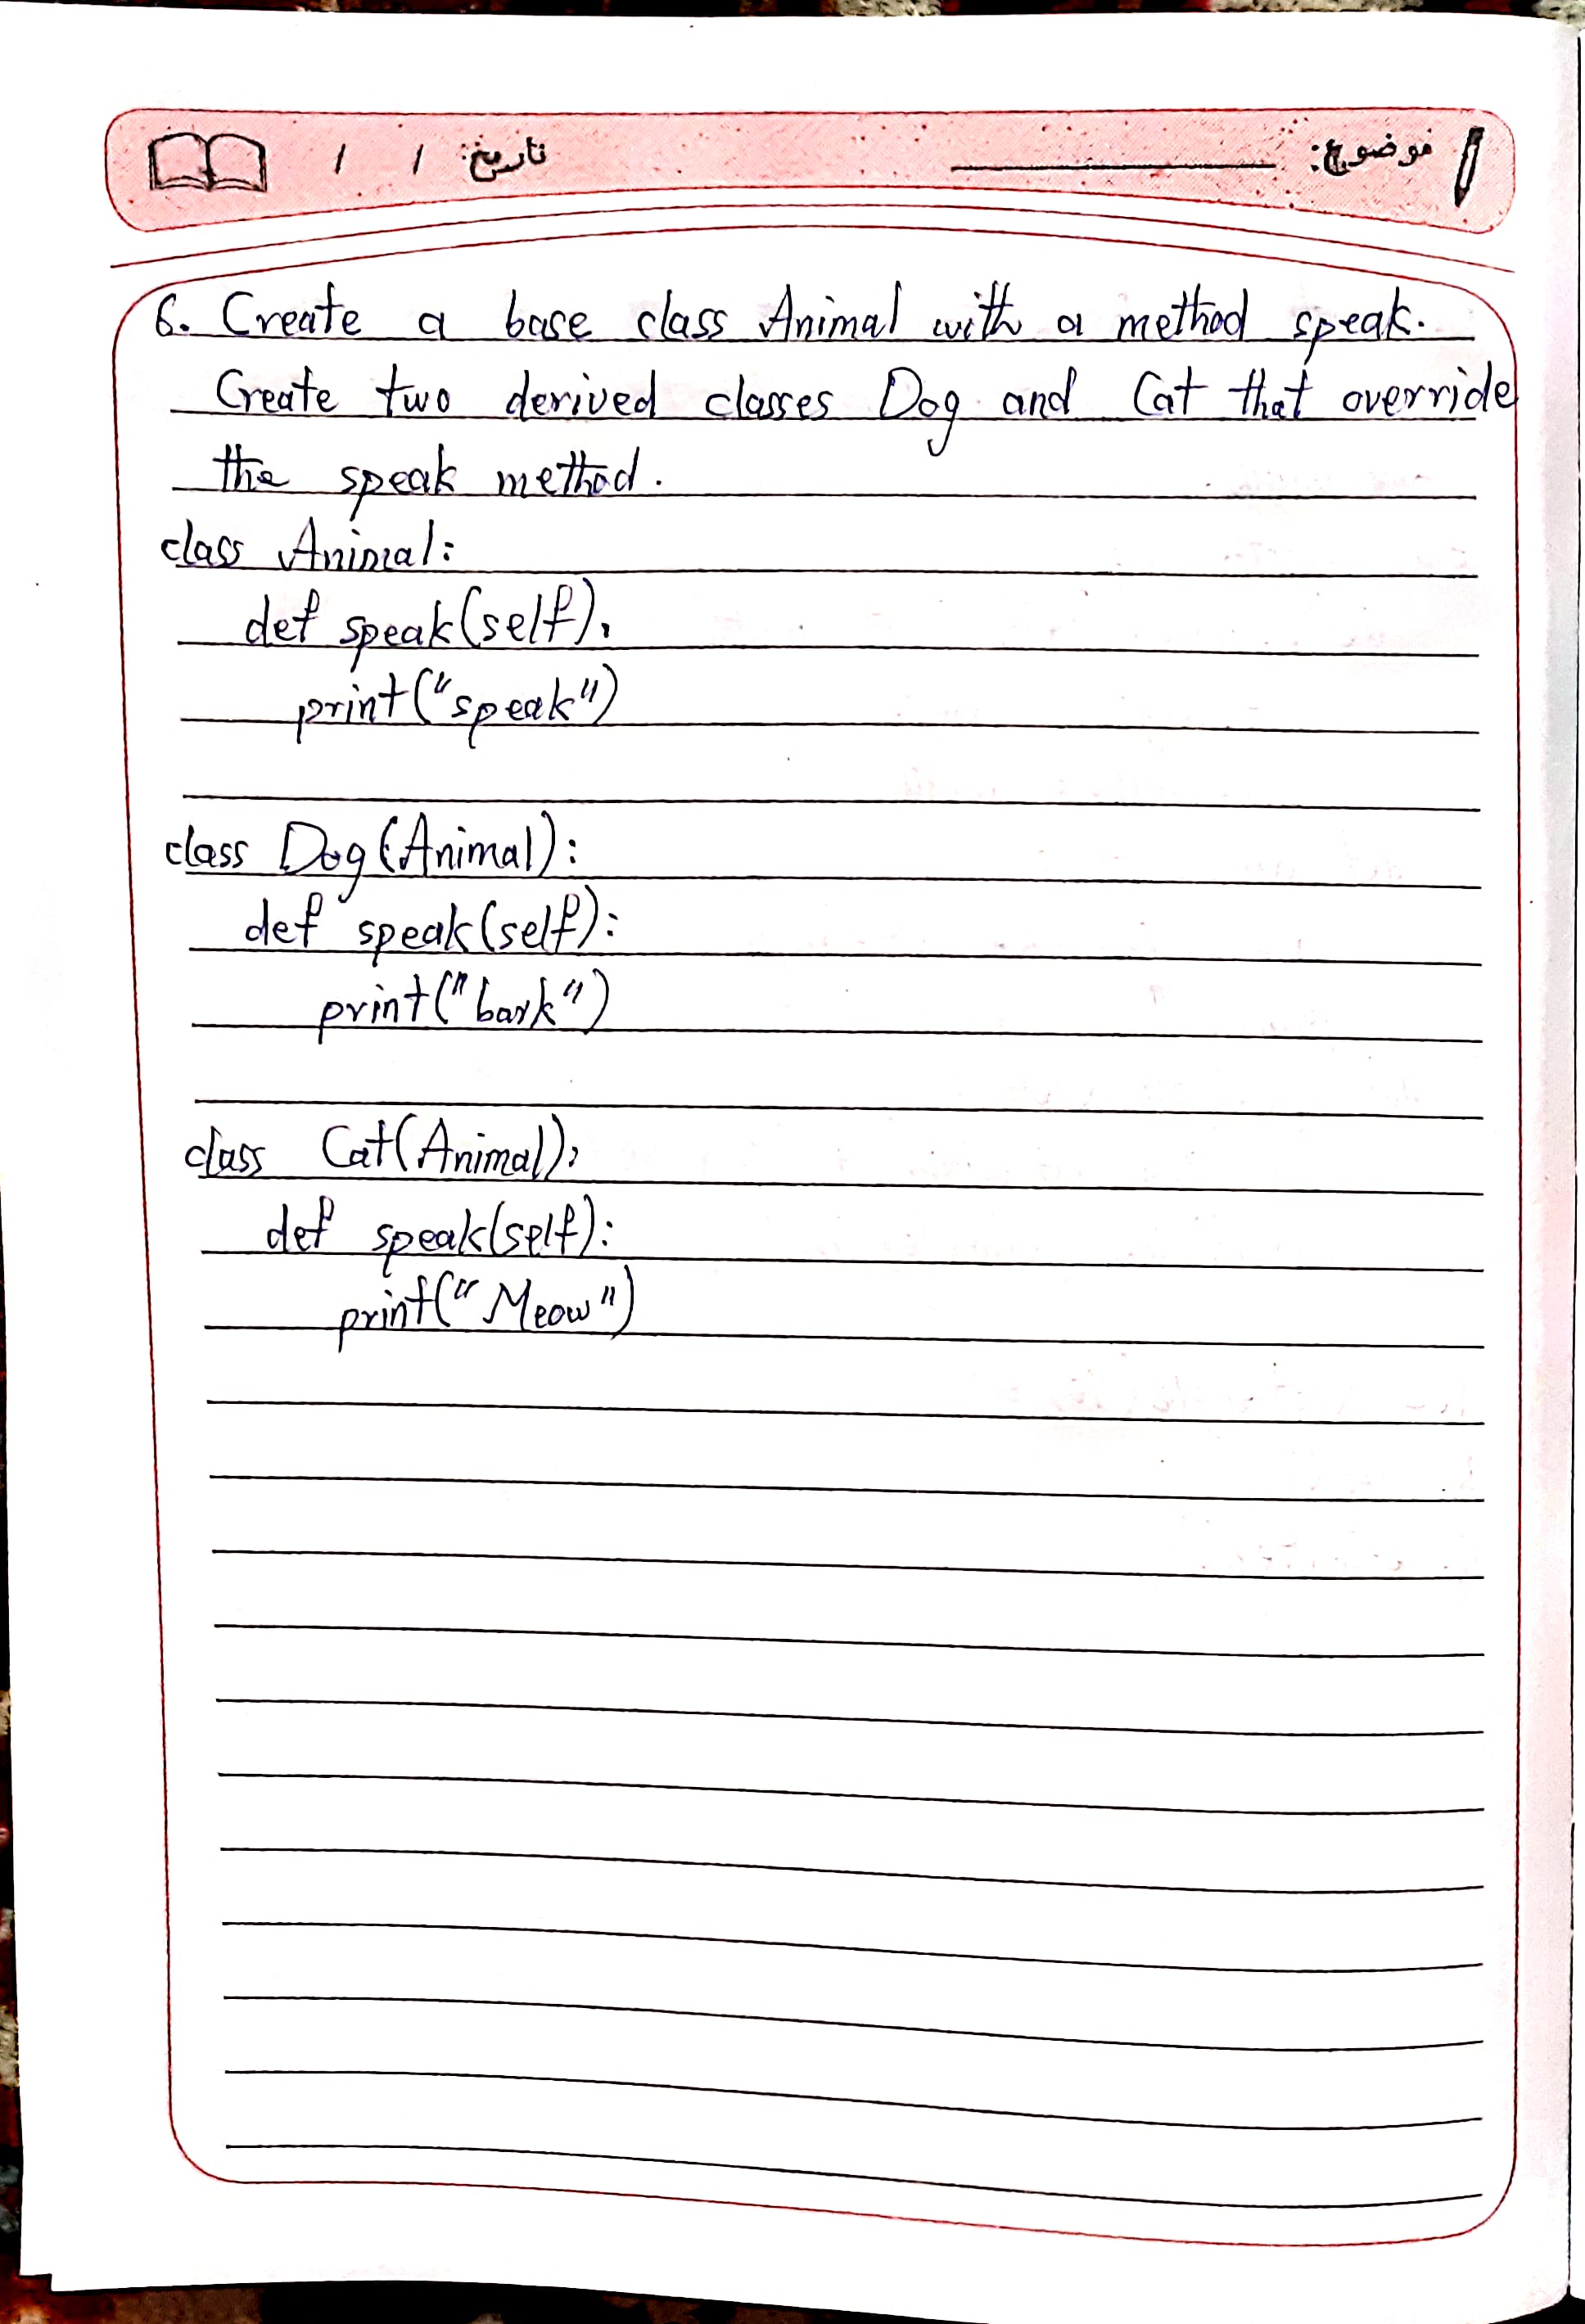 موضوع: تاریخ: / /
6. Create a base class Animal with a method speak.
Create two derived classes Dog and Cat that override
the speak method.
class Animal:
def speak(self):
print("speak")
class Dog(Animal):
def speak(self):
print("bark")
class Cat(Animal):
def speak(self):
print("Meow")